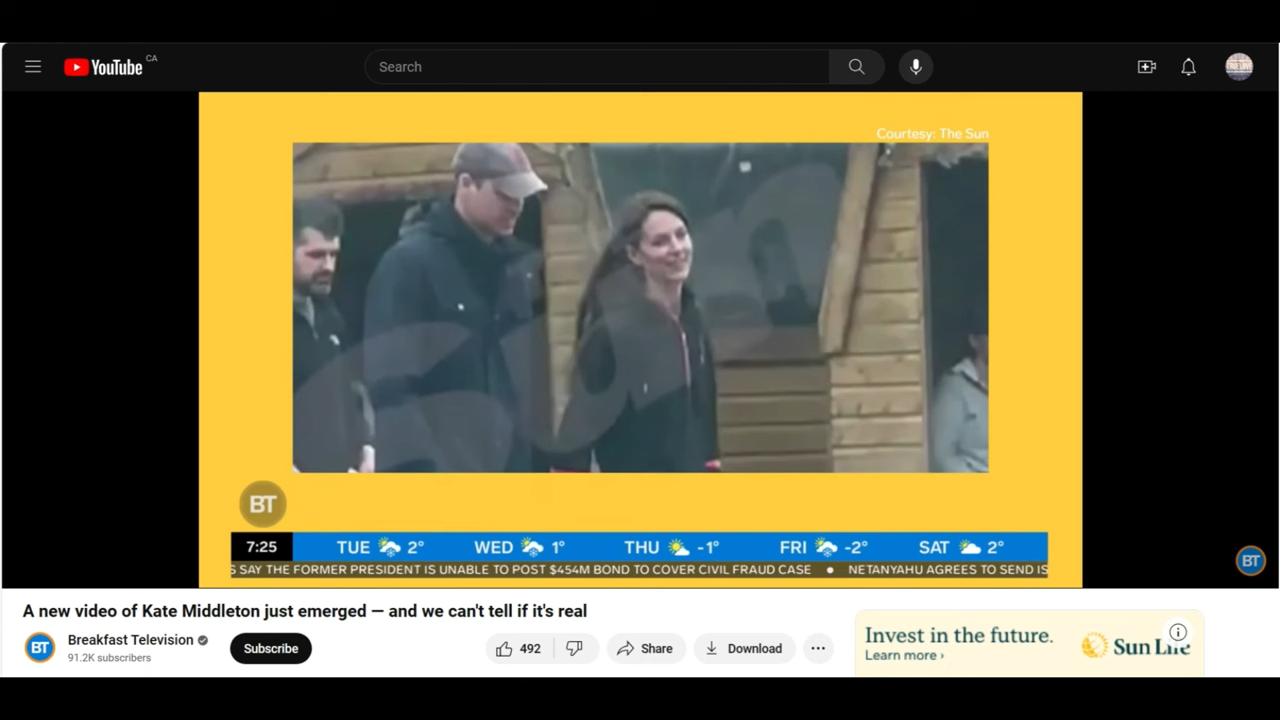 YouTube CA
Search
Courtesy: The Sun
Sun
BT
7:25 TUE 2° WED 1° THU -1° FRI -2° SAT 2°
S SAY THE FORMER PRESIDENT IS UNABLE TO POST $454M BOND TO COVER CIVIL FRAUD CASE • NETANYAHU AGREES TO SEND IS
BT
A new video of Kate Middleton just emerged — and we can't tell if it's real
BT
Breakfast Television
91.2K subscribers
Subscribe
492
Share
Download
Invest in the future.
Learn more ›
Sun Life